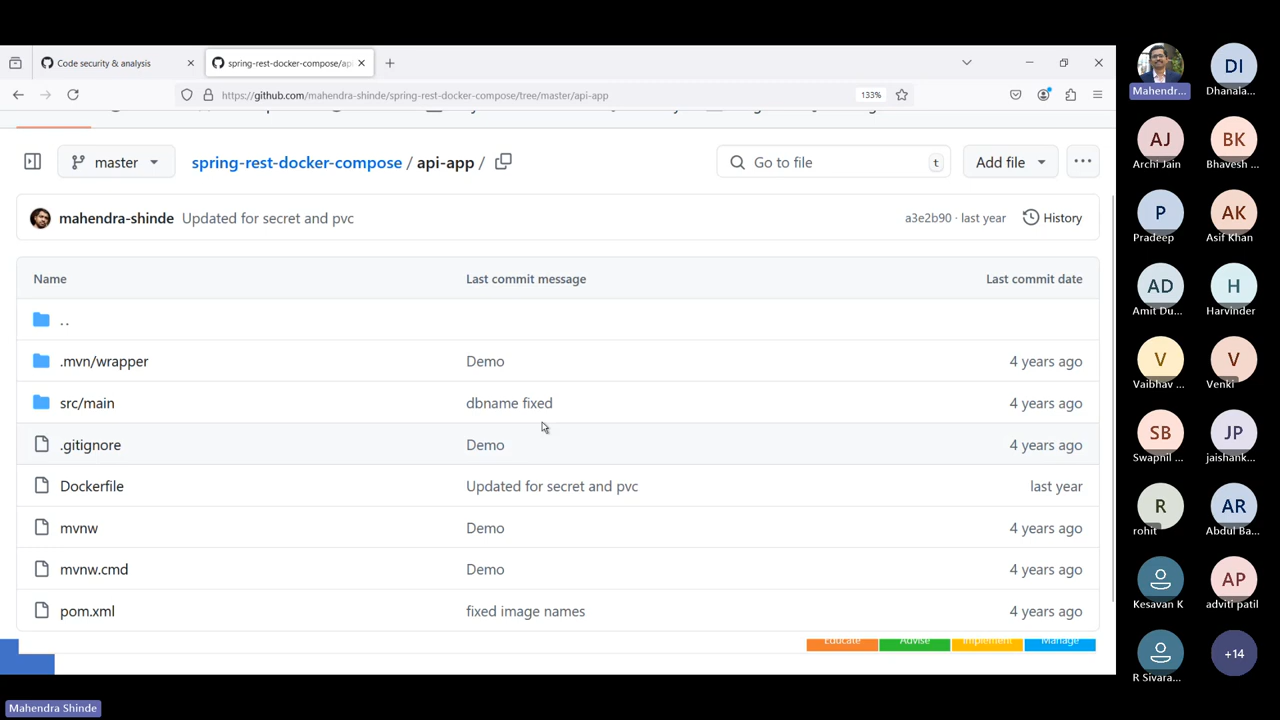 Code security & analysis
spring-rest-docker-compose/ap
https://github.com/mahendra-shinde/spring-rest-docker-compose/tree/master/api-app
133%
master
spring-rest-docker-compose / api-app /
Go to file
t
Add file
mahendra-shinde Updated for secret and pvc
a3e2b90 · last year
History
Name Last commit message Last commit date
. .
.mvn/wrapper Demo 4 years ago
src/main dbname fixed 4 years ago
.gitignore Demo 4 years ago
Dockerfile Updated for secret and pvc last year
mvnw Demo 4 years ago
mvnw.cmd Demo 4 years ago
pom.xml fixed image names 4 years ago
Educate Advise Implement Manage
Mahendra Shinde
Mahendr...
DI
Dhanala...
AJ
Archi Jain
BK
Bhavesh ...
P
Pradeep
AK
Asif Khan
AD
Amit Du...
H
Harvinder
V
Vaibhav ...
V
Venki
SB
Swapnil ...
JP
jaishank...
R
rohit
AR
Abdul Ba...
Kesavan K
AP
adviti patil
R Sivara...
+14